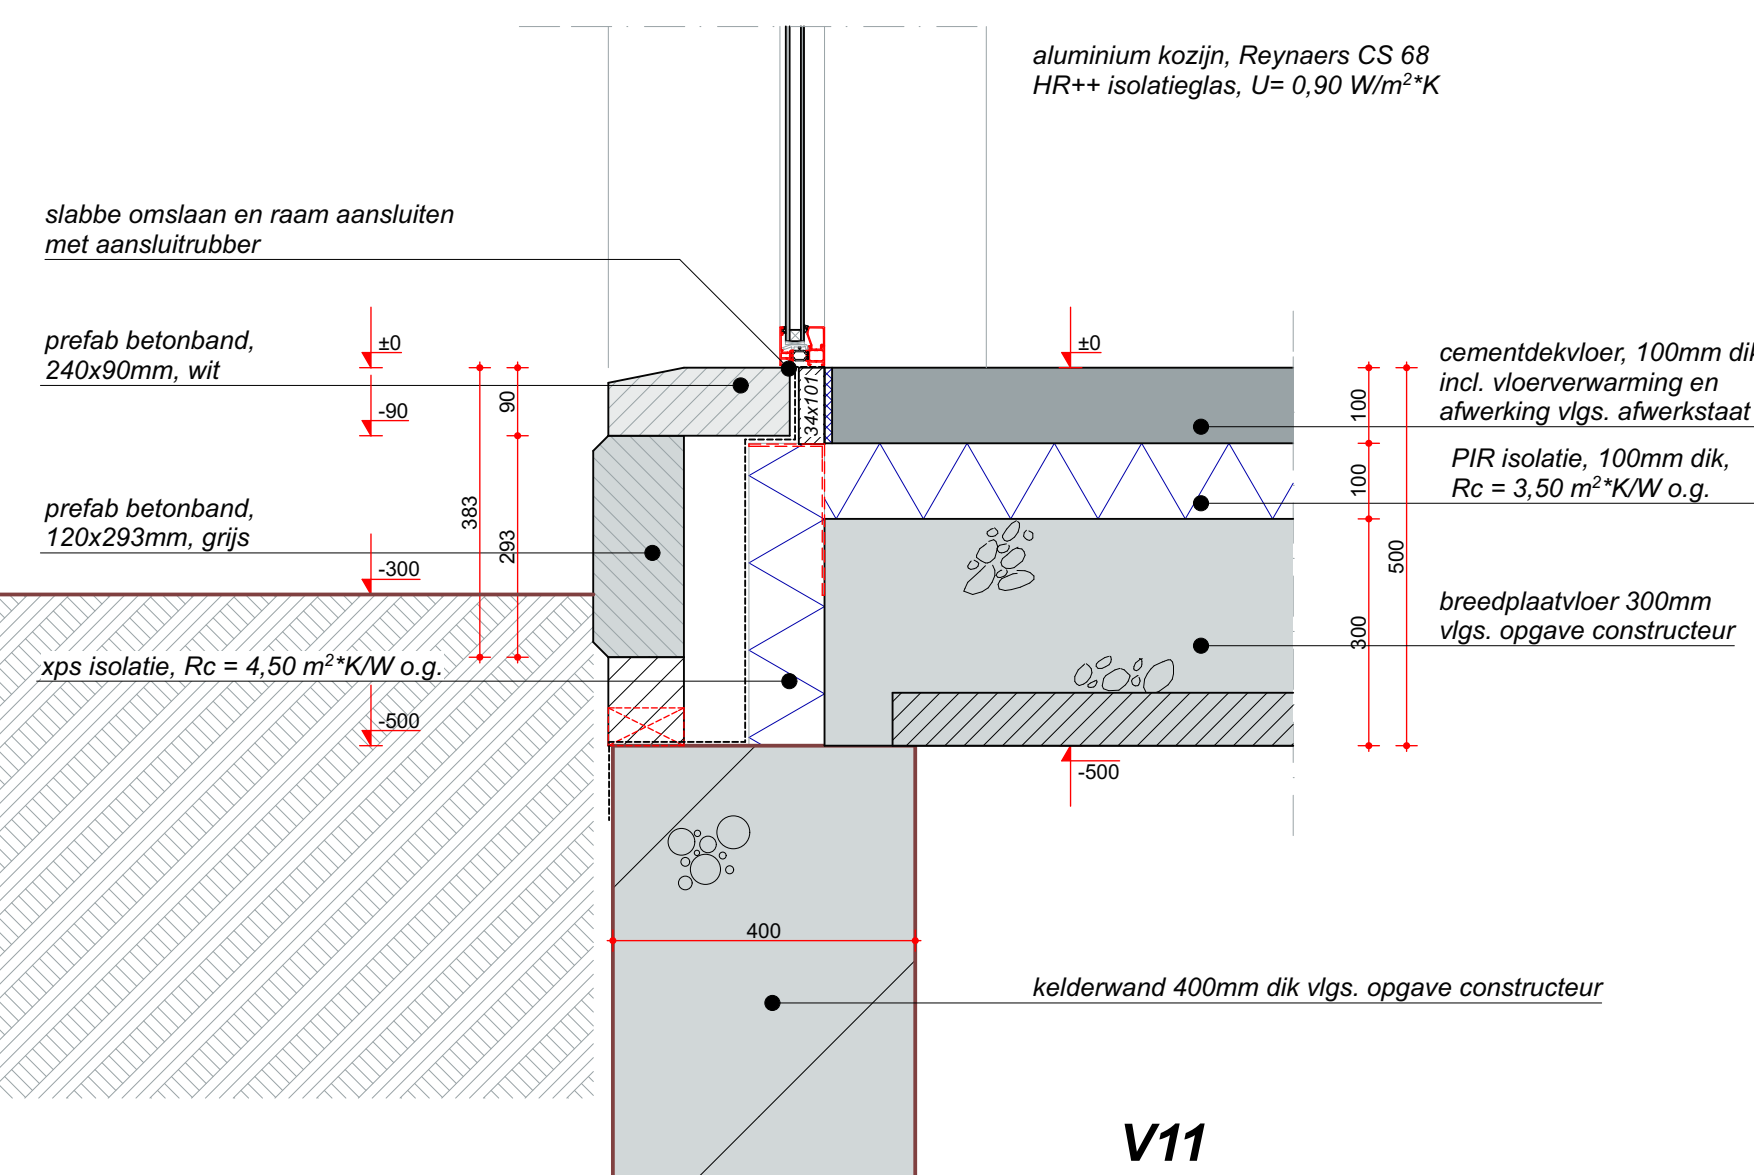 aluminium kozijn, Reynaers CS 68
HR++ isolatieglas, U= 0,90 W/m²*K
slabbe omslaan en raam aansluiten
met aansluitrubber
prefab betonband,
240x90mm, wit
±0
-90
90
383
293
prefab betonband,
120x293mm, grijs
-300
xps isolatie, Rc = 4,50 m²*K/W o.g.
-500
34x101
±0
cementdekvloer, 100mm dik
incl. vloerverwarming en
afwerking vlgs. afwerkstaat
100
PIR isolatie, 100mm dik,
Rc = 3,50 m²*K/W o.g.
100
500
breedplaatvloer 300mm
vlgs. opgave constructeur
300
-500
400
kelderwand 400mm dik vlgs. opgave constructeur
V11